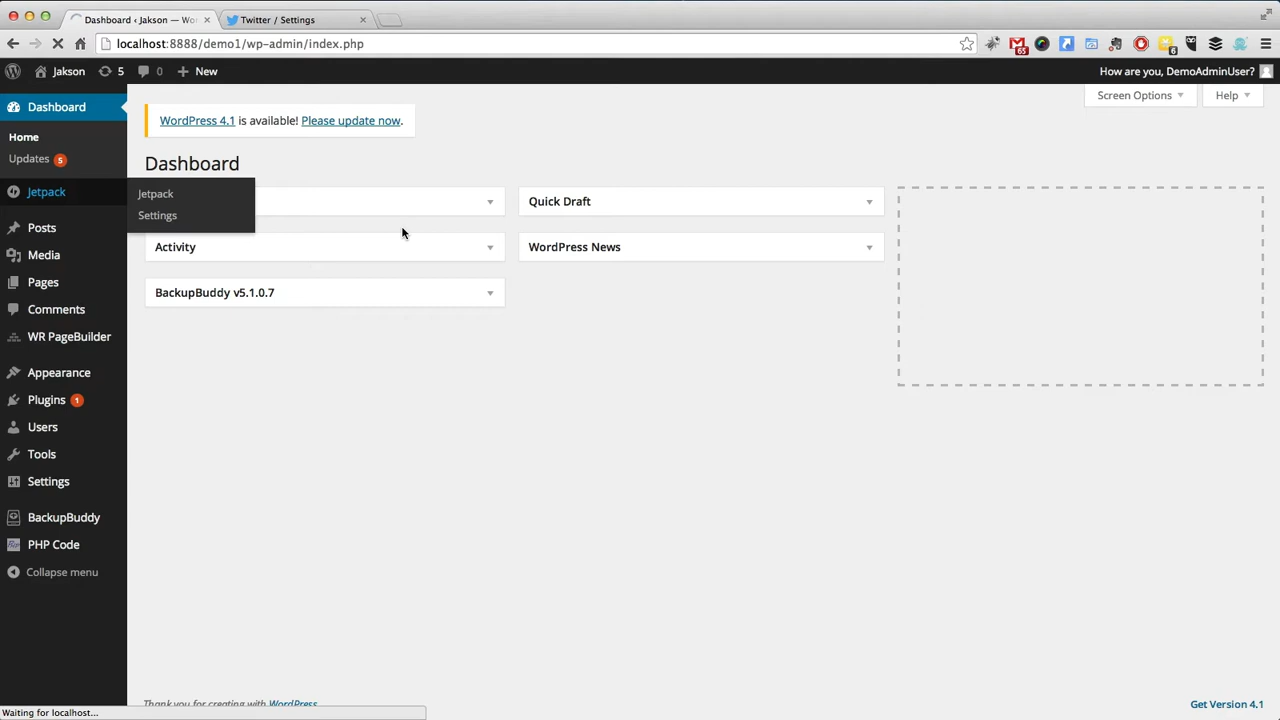 Dashboard ‹ Jakson — Wor
Twitter / Settings
localhost:8888/demo1/wp-admin/index.php
65
6
Jakson
5
0
New
How are you, DemoAdminUser?
Screen Options
Help
Dashboard
Home
Updates 5
Jetpack
Posts
Media
Pages
Comments
WR PageBuilder
Appearance
Plugins 1
Users
Tools
Settings
BackupBuddy
PHP Code
Collapse menu
Jetpack
Settings
WordPress 4.1 is available! Please update now.
Dashboard
Activity
BackupBuddy v5.1.0.7
Quick Draft
WordPress News
Thank you for creating with WordPress
Get Version 4.1
Waiting for localhost...